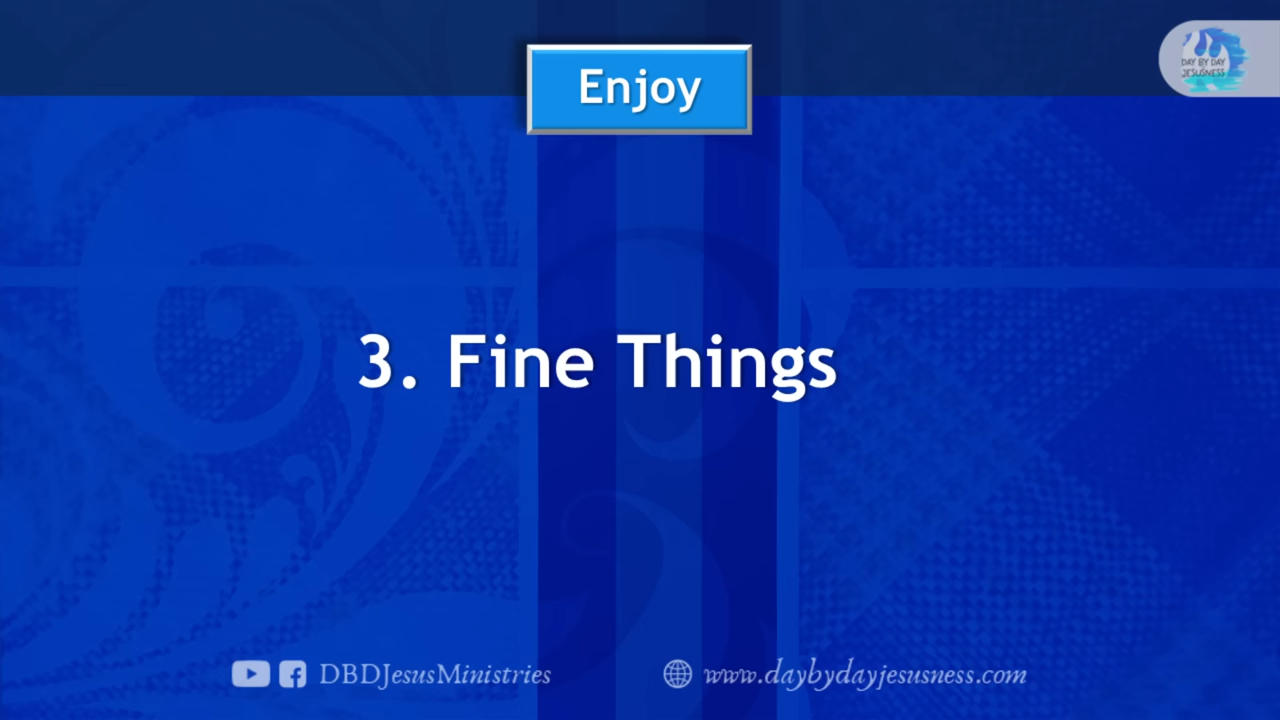 Enjoy
DAY BY DAY
JESUSNESS
3. Fine Things
DBDJesusMinistries
www.daybydayjesusness.com